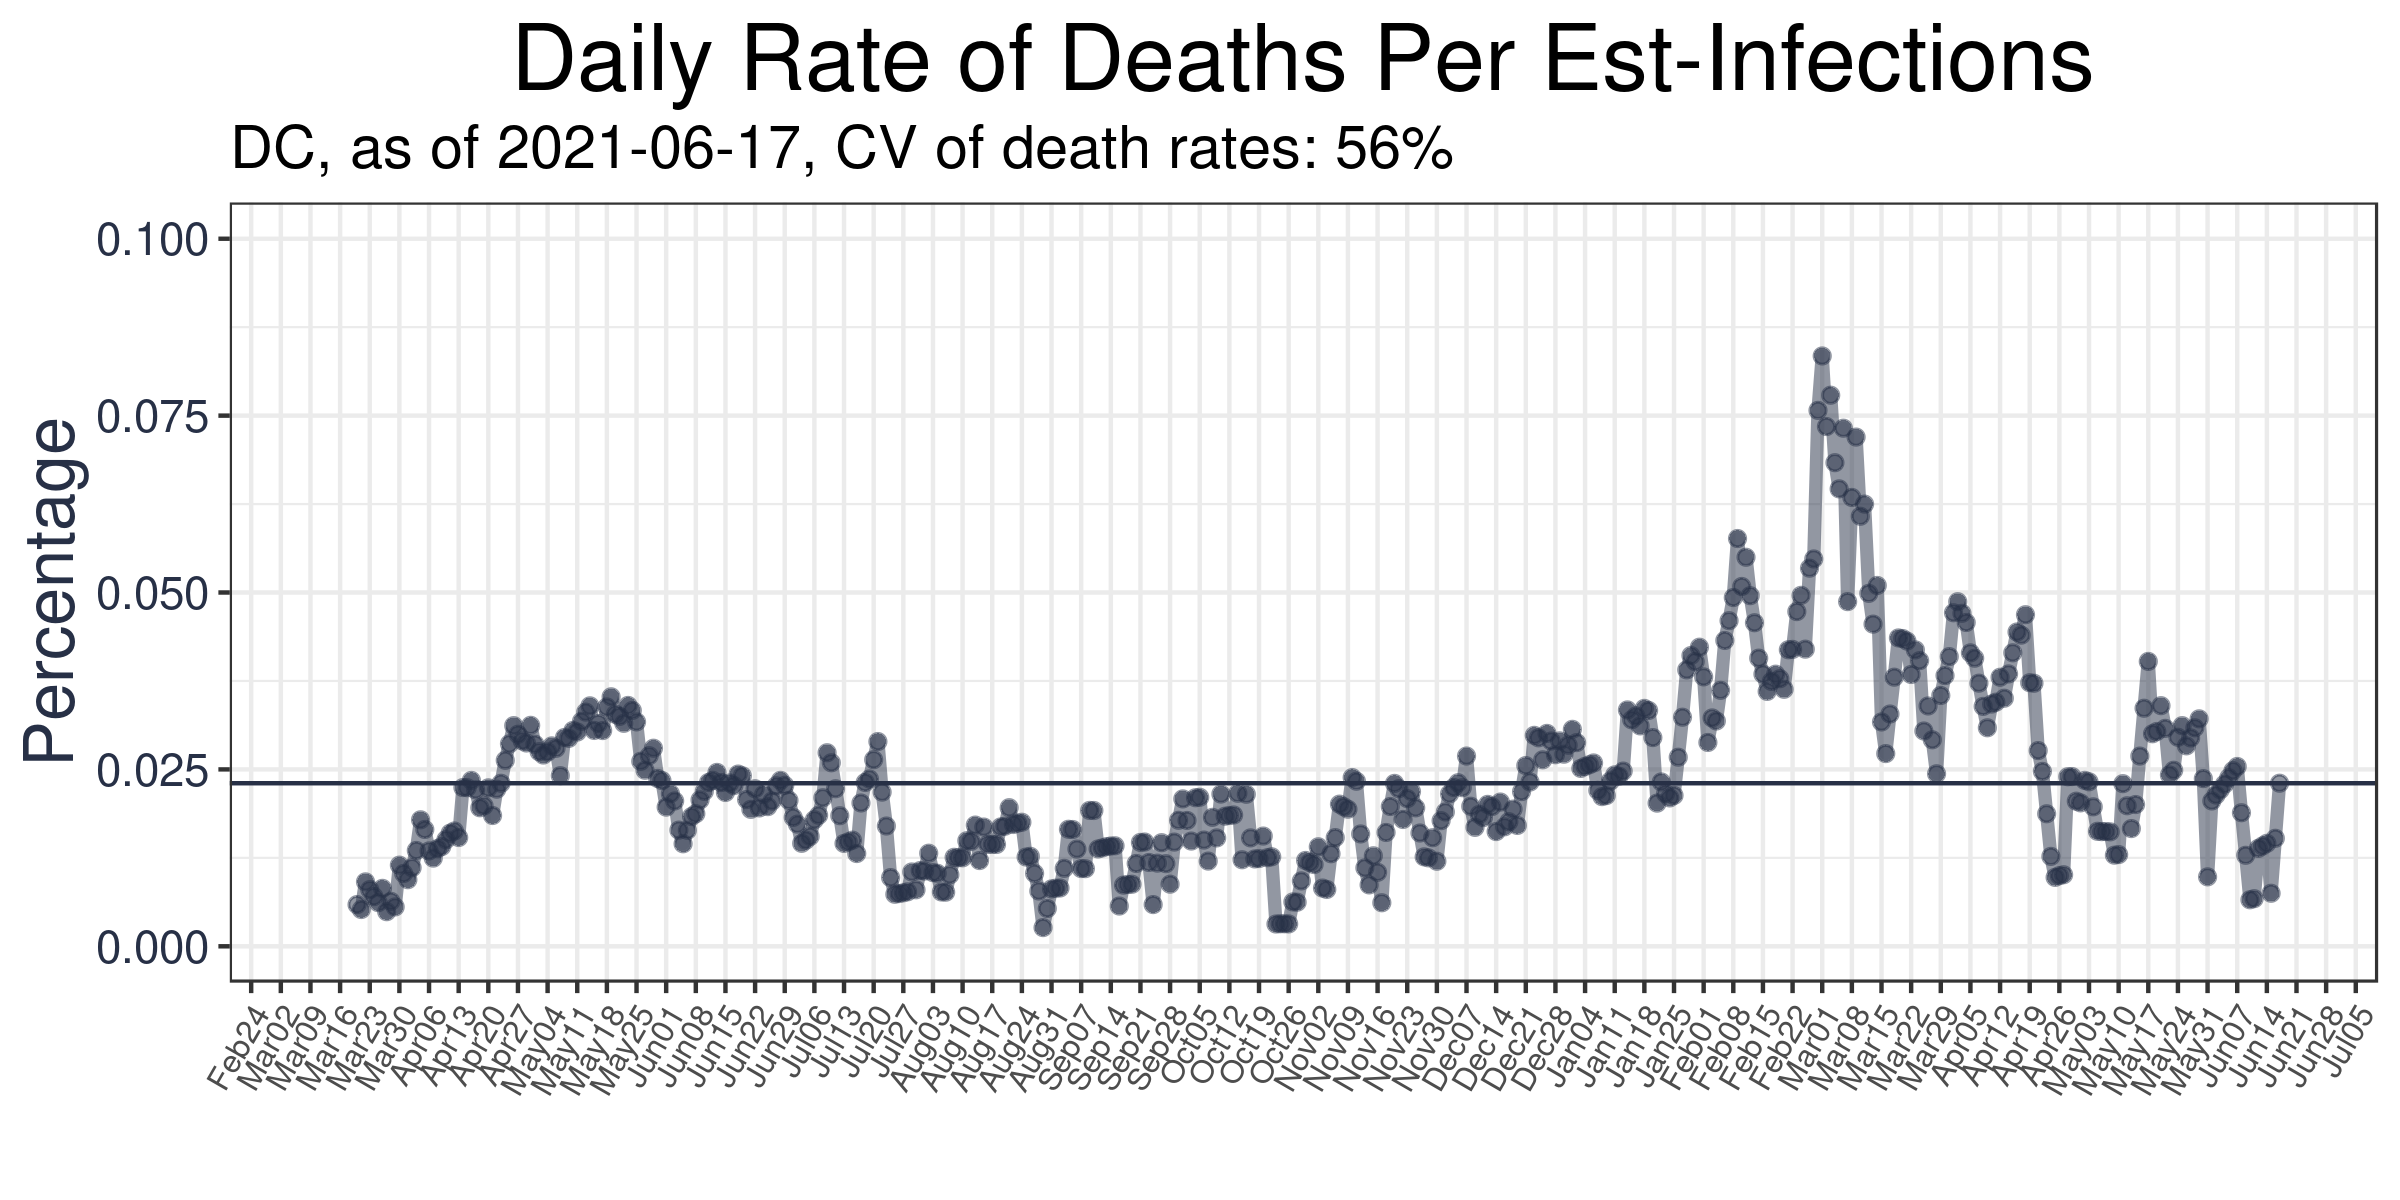 Daily Rate of Deaths Per Est-Infections
DC, as of 2021-06-17, CV of death rates: 56%
Percentage
0.100
0.075
0.050
0.025
0.000
Feb24
Mar02
Mar09
Mar16
Mar23
Mar30
Apr06
Apr13
Apr20
Apr27
May04
May11
May18
May25
Jun01
Jun08
Jun15
Jun22
Jun29
Jul06
Jul13
Jul20
Jul27
Aug03
Aug10
Aug17
Aug24
Aug31
Sep07
Sep14
Sep21
Sep28
Oct05
Oct12
Oct19
Oct26
Nov02
Nov09
Nov16
Nov23
Nov30
Dec07
Dec14
Dec21
Dec28
Jan04
Jan11
Jan18
Jan25
Feb01
Feb08
Feb15
Feb22
Mar01
Mar08
Mar15
Mar22
Mar29
Apr05
Apr12
Apr19
Apr26
May03
May10
May17
May24
May31
Jun07
Jun14
Jun21
Jun28
Jul05